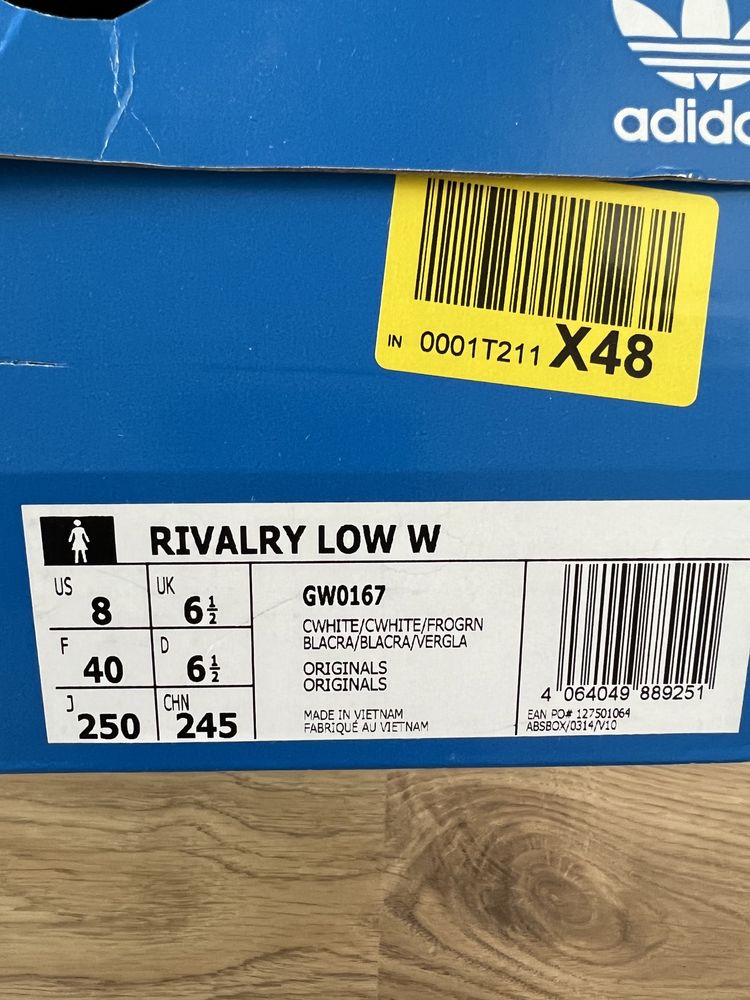 adidas
IN 0001T211 X48
RIVALRY LOW W
US 8 UK 6½
F 40 D 6½
J 250 CHN 245
GW0167
CWHITE/CWHITE/FROGRN
BLACRA/BLACRA/VERGLA
ORIGINALS
ORIGINALS
MADE IN VIETNAM
FABRIQUÉ AU VIETNAM
4 064049 889251
EAN PO# 127501064
ABSBOX/0314/V10